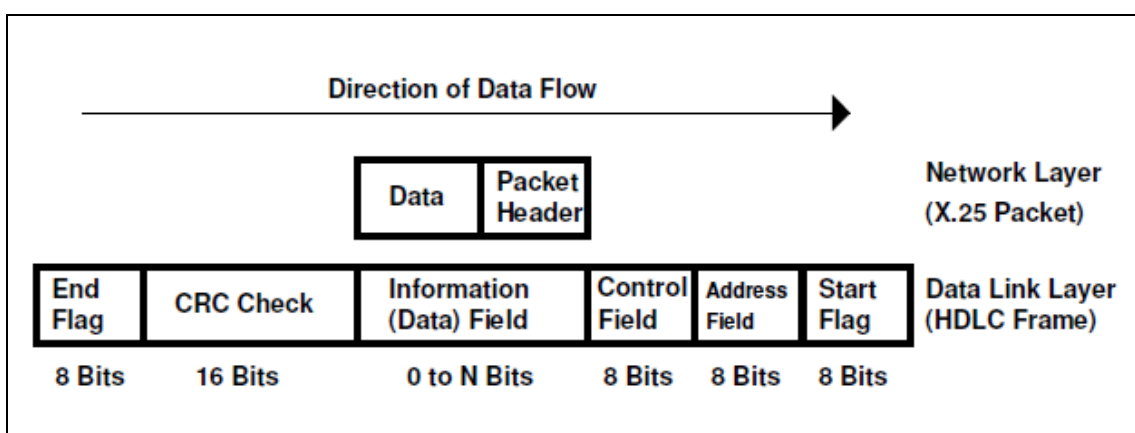 Direction of Data Flow
Data
Packet
Header
Network Layer
(X.25 Packet)
End
Flag
CRC Check
Information
(Data) Field
Control
Field
Address
Field
Start
Flag
Data Link Layer
(HDLC Frame)
8 Bits
16 Bits
0 to N Bits
8 Bits
8 Bits
8 Bits